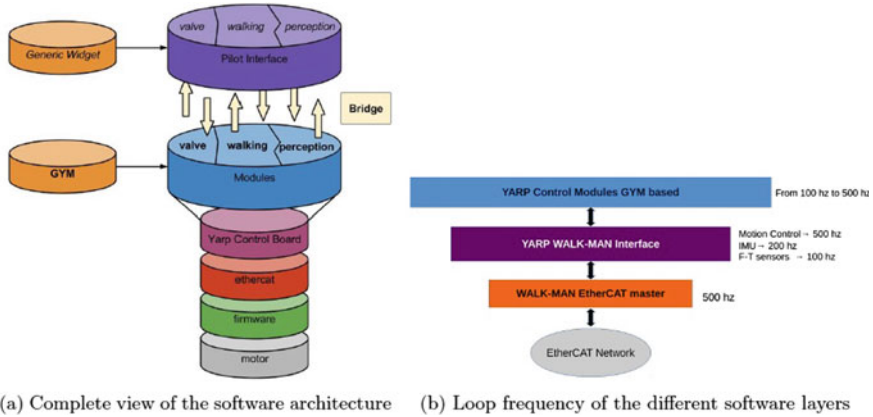 valve walking perception
Generic Widget
Pilot Interface
Bridge
valve walking perception
GYM
Modules
Yarp Control Board
ethercat
firmware
motor
(a) Complete view of the software architecture
YARP Control Modules GYM based
From 100 hz to 500 hz
YARP WALK-MAN Interface
Motion Control→ 500 hz
IMU→ 200 hz
F-T sensors → 100 hz
WALK-MAN EtherCAT master
500 hz
EtherCAT Network
(b) Loop frequency of the different software layers